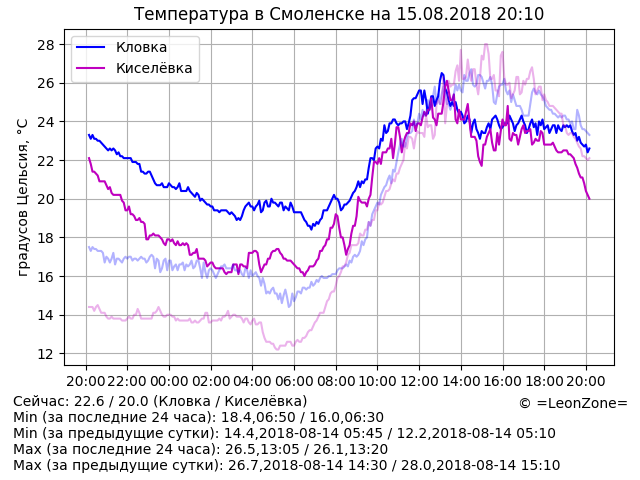 Температура в Смоленске на 15.08.2018 20:10
Кловка
Киселёвка
градусов Цельсия, °C
28
26
24
22
20
18
16
14
12
20:00 22:00 00:00 02:00 04:00 06:00 08:00 10:00 12:00 14:00 16:00 18:00 20:00
Сейчас: 22.6 / 20.0 (Кловка / Киселёвка)
© =LeonZone=
Min (за последние 24 часа): 18.4,06:50 / 16.0,06:30
Min (за предыдущие сутки): 14.4,2018-08-14 05:45 / 12.2,2018-08-14 05:10
Max (за последние 24 часа): 26.5,13:05 / 26.1,13:20
Max (за предыдущие сутки): 26.7,2018-08-14 14:30 / 28.0,2018-08-14 15:10